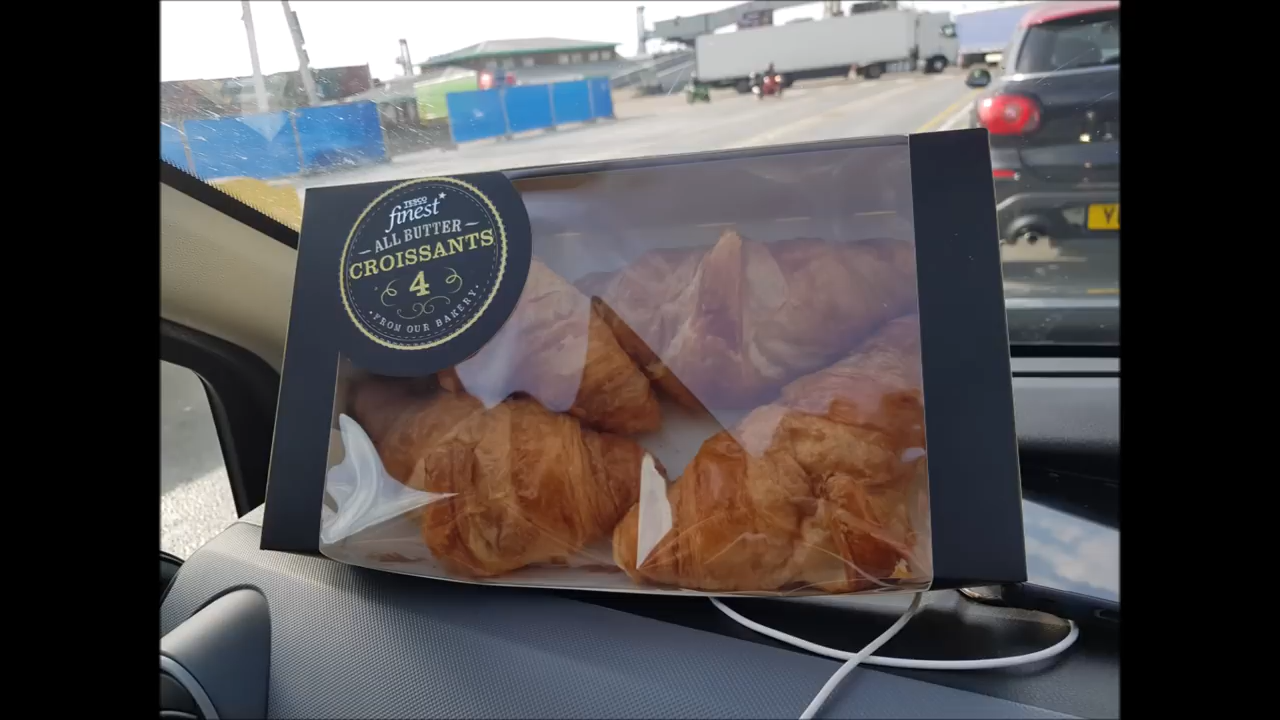 TESCO
finest*
ALL BUTTER
CROISSANTS
4
• FROM OUR BAKERY •